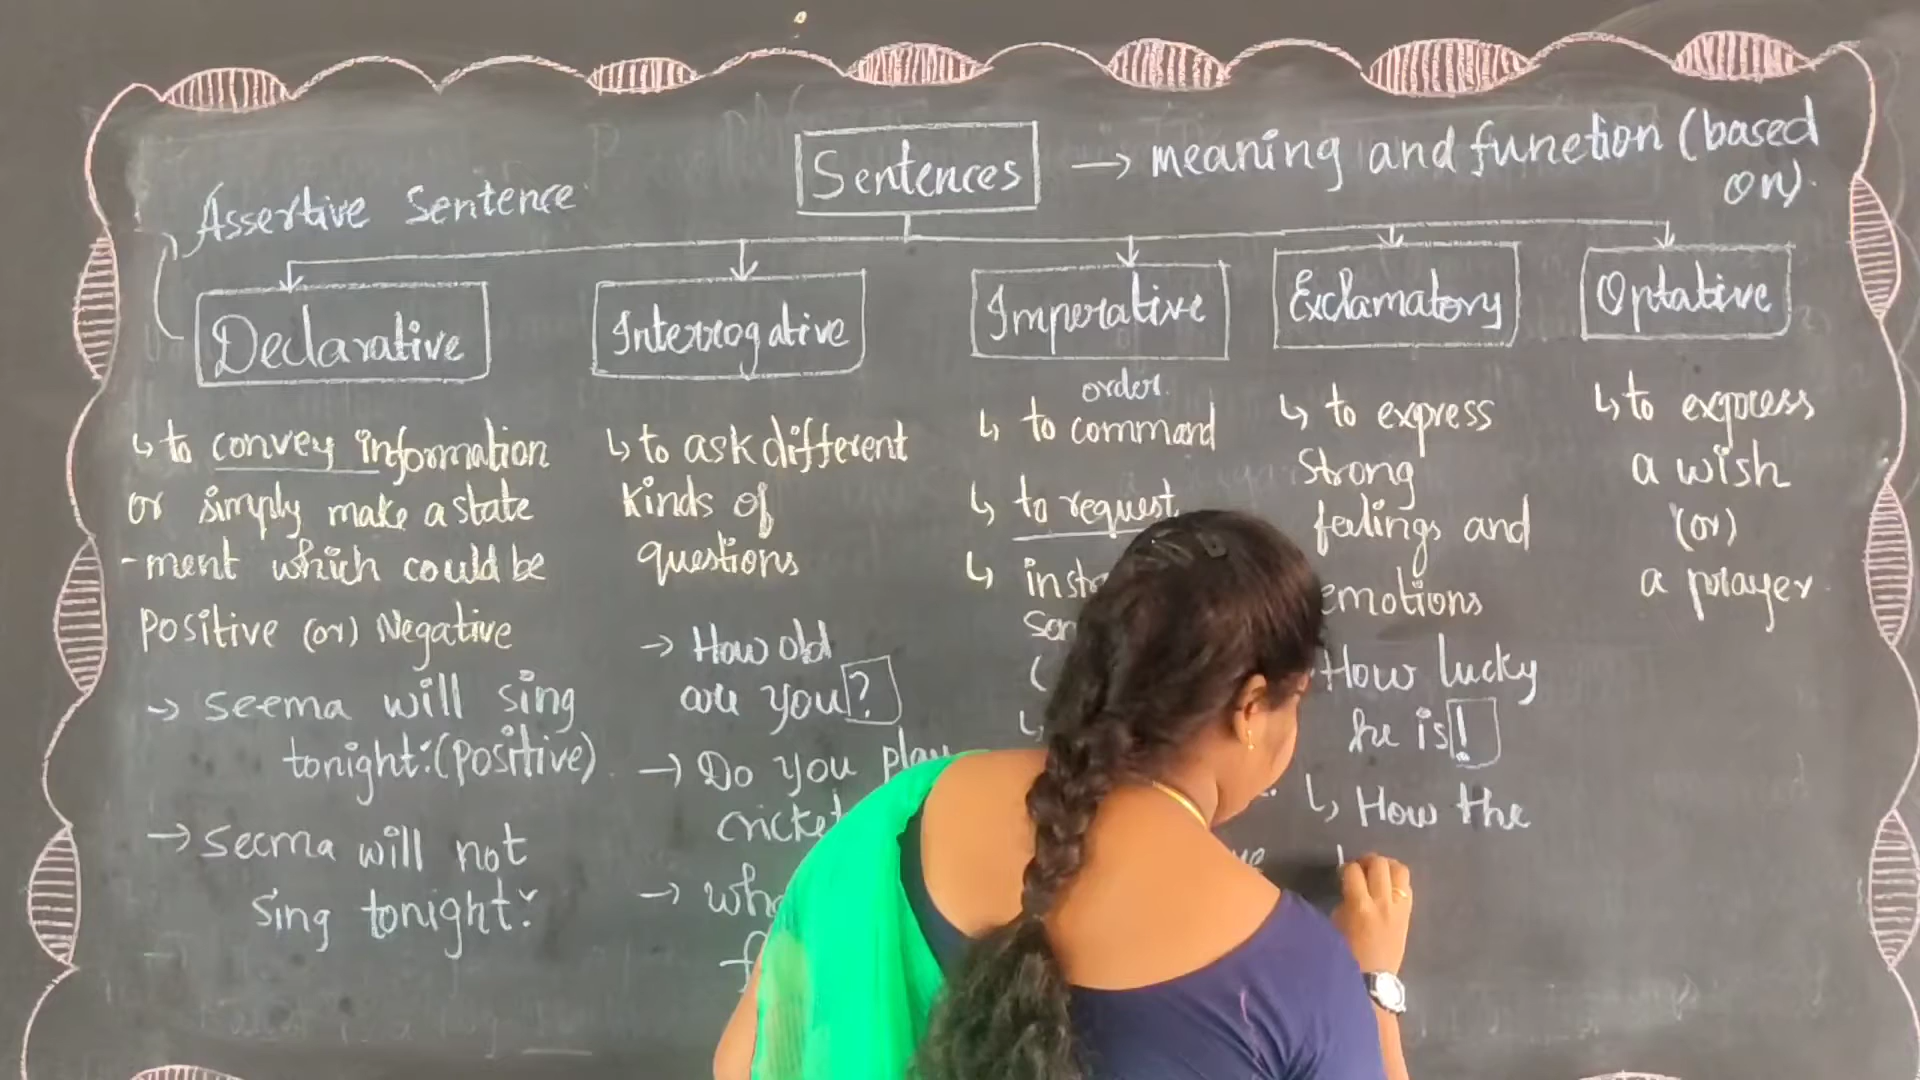 Sentences → meaning and function (based
on).
Assertive Sentence
Declarative
↳ to convey information
or simply make a state
-ment which could be
Positive (or) Negative
→ Seema will sing
tonight. (positive)
→ Seema will not
sing tonight.
Interrogative
↳ to ask different
kinds of
questions
→ How old
are you?
→ Do you play
cricket
→
Imperative
order.
↳ to command
↳ to request
↳
Exclamatory
↳ to express
Strong
feelings and
emotions
How lucky
he is!
↳ How the
Optative
↳ to express
a wish
(or)
a prayer